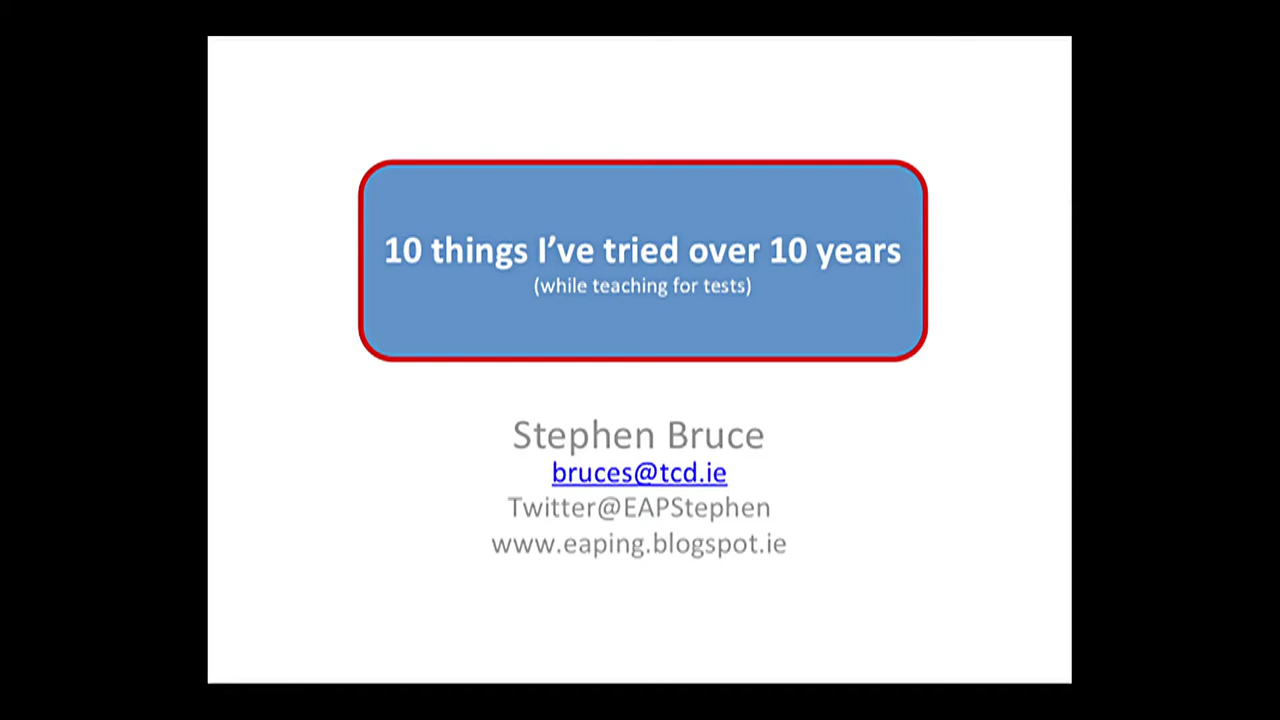 10 things I’ve tried over 10 years
(while teaching for tests)
Stephen Bruce
bruces@tcd.ie
Twitter@EAPStephen
www.eaping.blogspot.ie